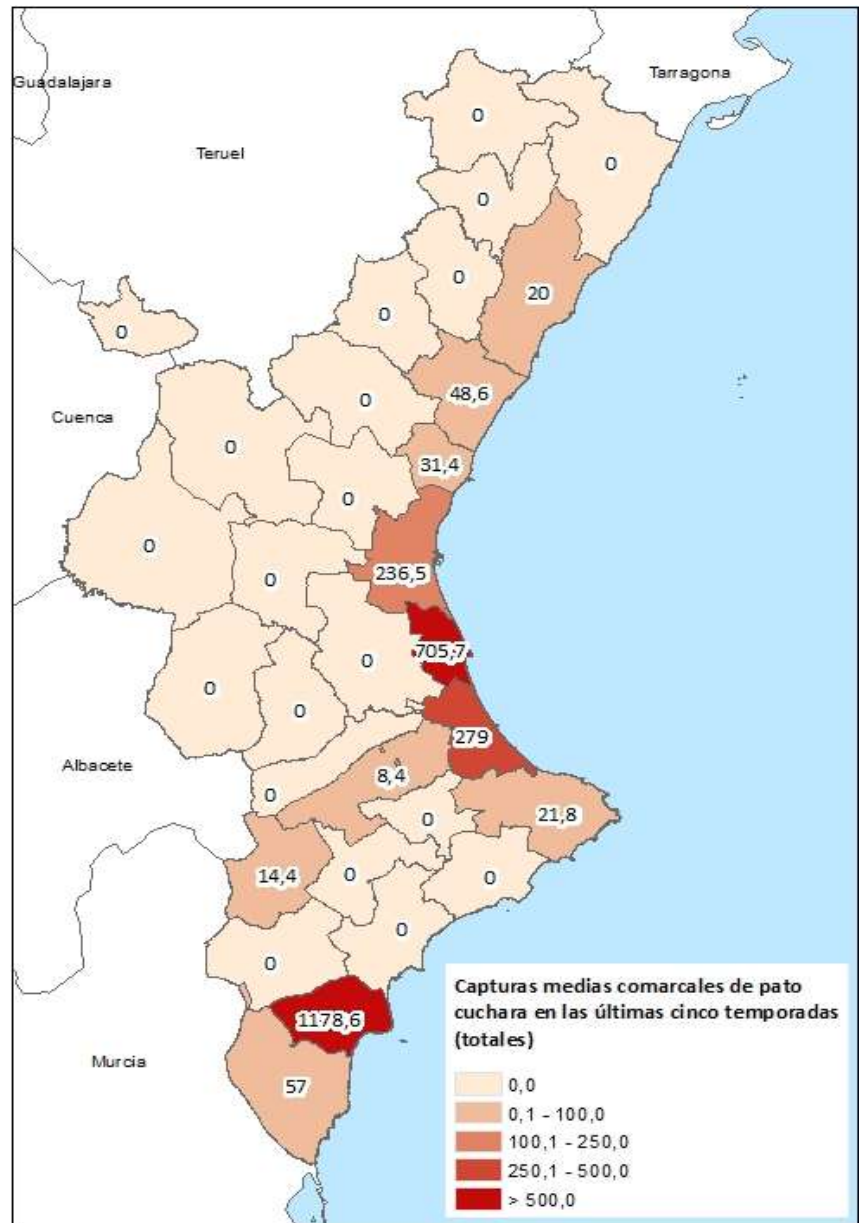 Guadalajara
Tarragona
Teruel
0
0
0
0
20
0
0
48,6
Cuenca
0
0
31,4
0
0
236,5
0
705,7
0
0
0
279
Albacete
8,4
0
21,8
0
14,4
0
0
0
0
1178,6
Murcia
57
Capturas medias comarcales de pato
cuchara en las últimas cinco temporadas
(totales)
0,0
0,1 - 100,0
100,1 - 250,0
250,1 - 500,0
> 500,0